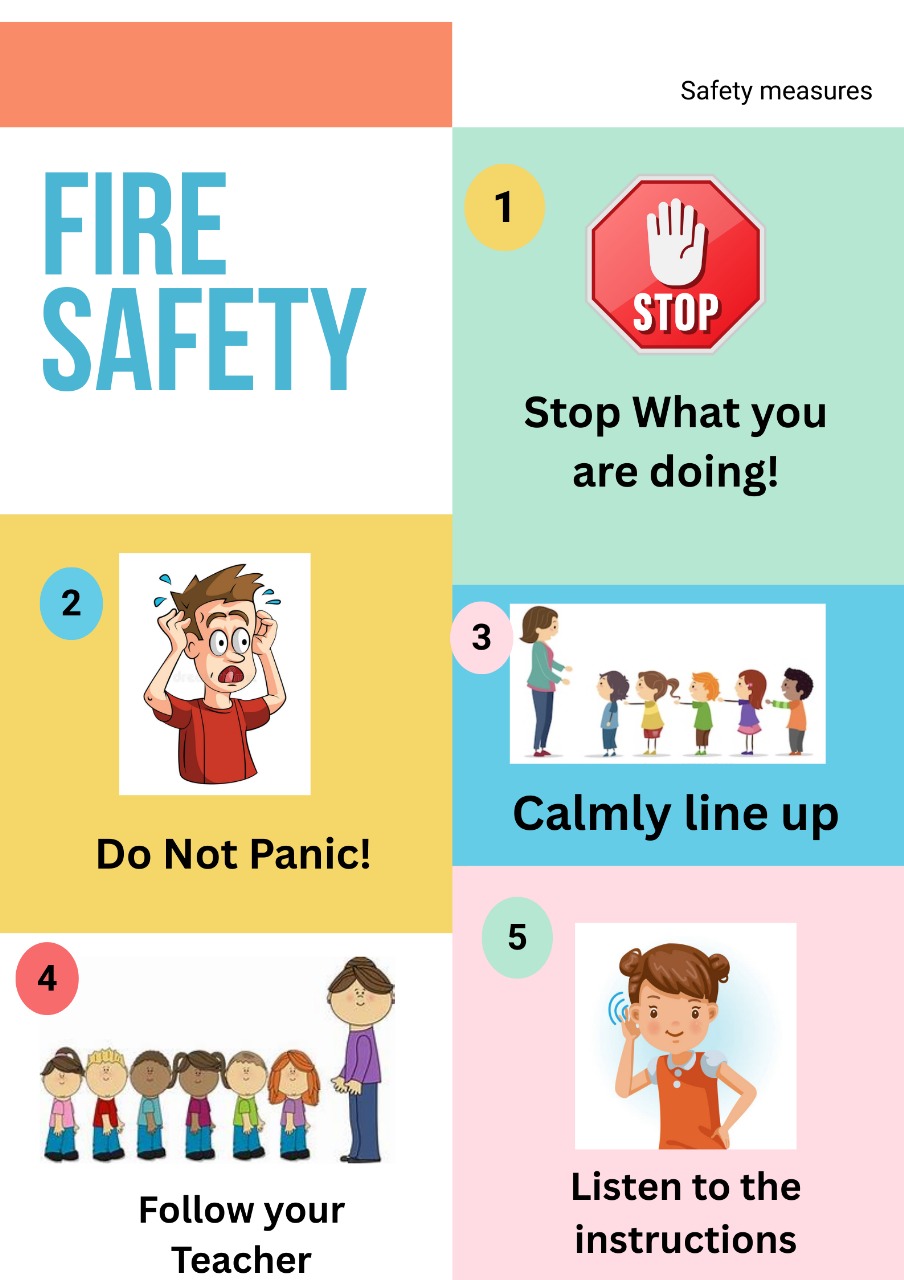 Safety measures
FIRE
SAFETY
1
STOP
Stop What you
are doing!
2
Do Not Panic!
3
Calmly line up
4
Follow your
Teacher
5
Listen to the
instructions